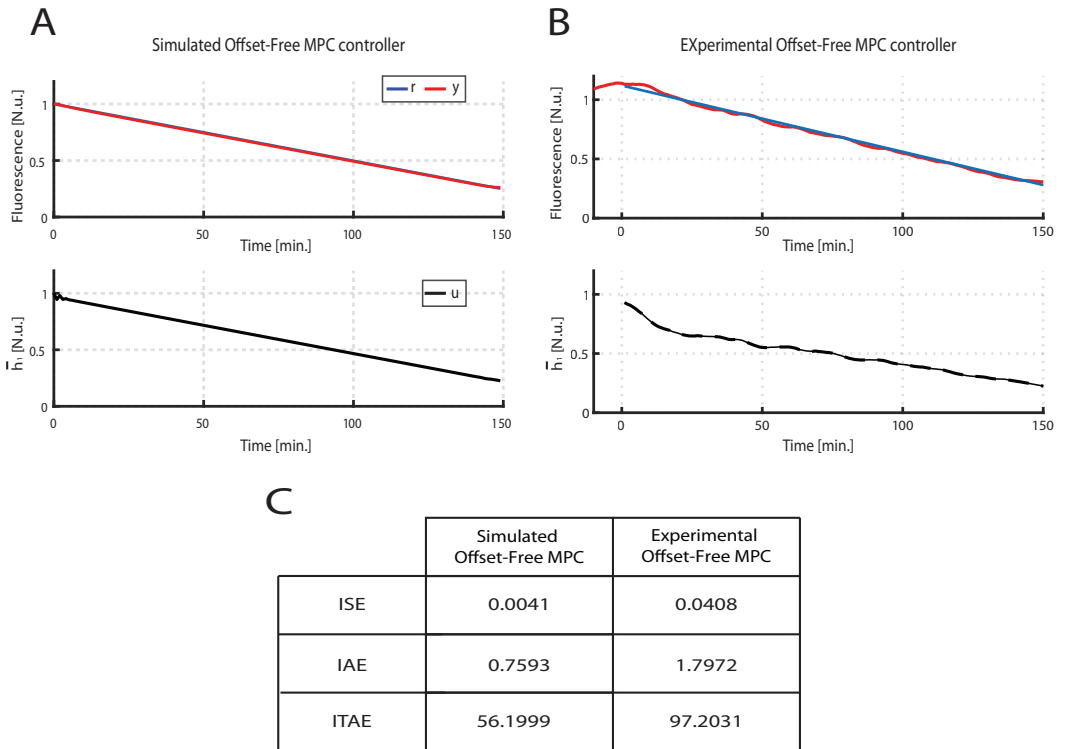 A
Simulated Offset-Free MPC controller
Fluorescence [N.u.]
1
0.5
0
r y
0 50 100 150
Time [min.]
h̅₁ [N.u.]
1
0.5
0
u
0 50 100 150
Time [min.]
B
EXperimental Offset-Free MPC controller
Fluorescence [N.u.]
1
0.5
0
0 50 100 150
Time [min.]
h̅₁ [N.u.]
1
0.5
0
0 50 100 150
Time [min.]
C
Simulated
Offset-Free MPC
Experimental
Offset-Free MPC
ISE 0.0041 0.0408
IAE 0.7593 1.7972
ITAE 56.1999 97.2031